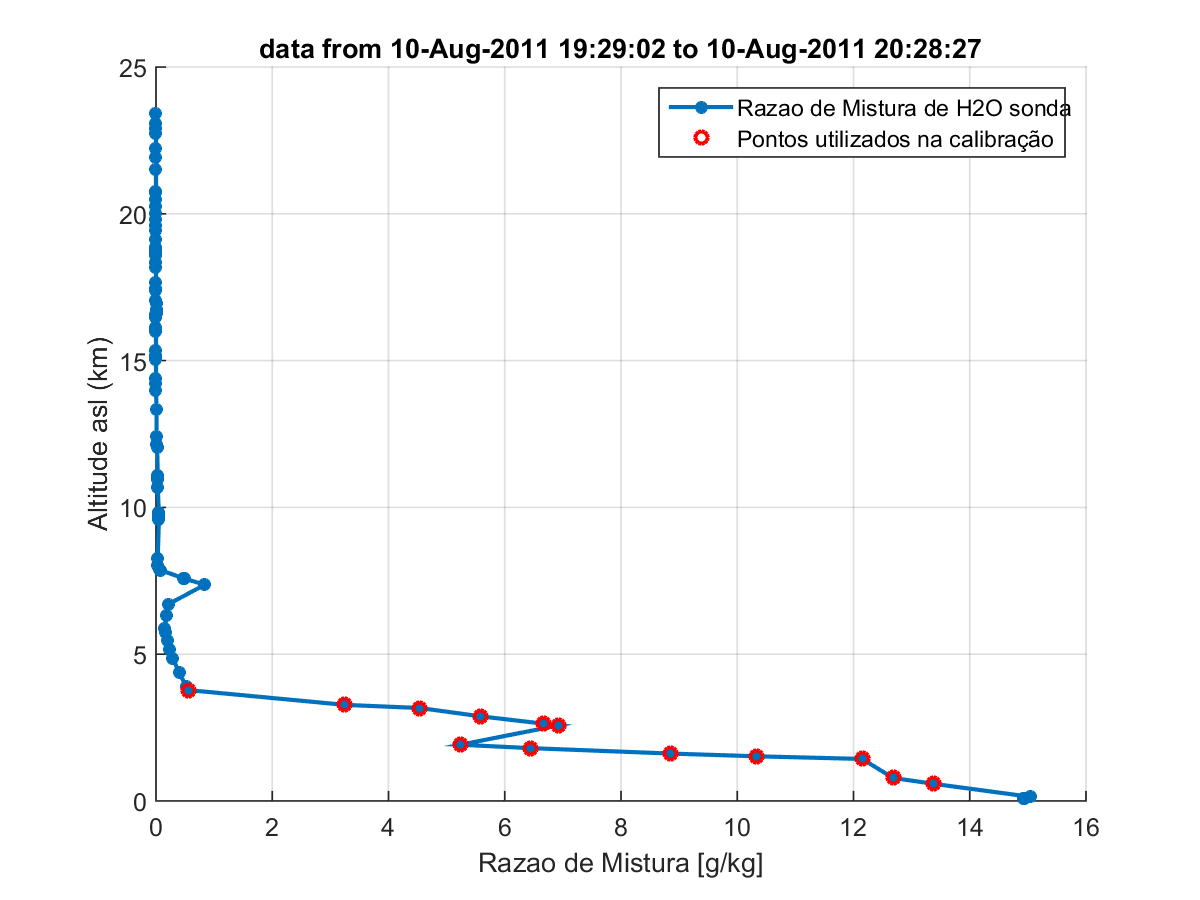 data from 10-Aug-2011 19:29:02 to 10-Aug-2011 20:28:27
Razao de Mistura de H2O sonda
Pontos utilizados na calibração
Altitude asl (km)
25
20
15
10
5
0
0 2 4 6 8 10 12 14 16
Razao de Mistura [g/kg]